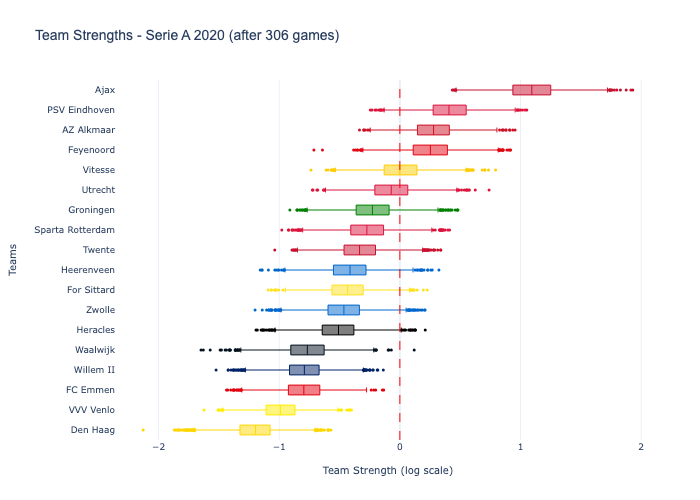 Team Strengths - Serie A 2020 (after 306 games)
Ajax
PSV Eindhoven
AZ Alkmaar
Feyenoord
Vitesse
Utrecht
Groningen
Sparta Rotterdam
Twente
Heerenveen
For Sittard
Zwolle
Heracles
Waalwijk
Willem II
FC Emmen
VVV Venlo
Den Haag
Teams
−2 −1 0 1 2
Team Strength (log scale)